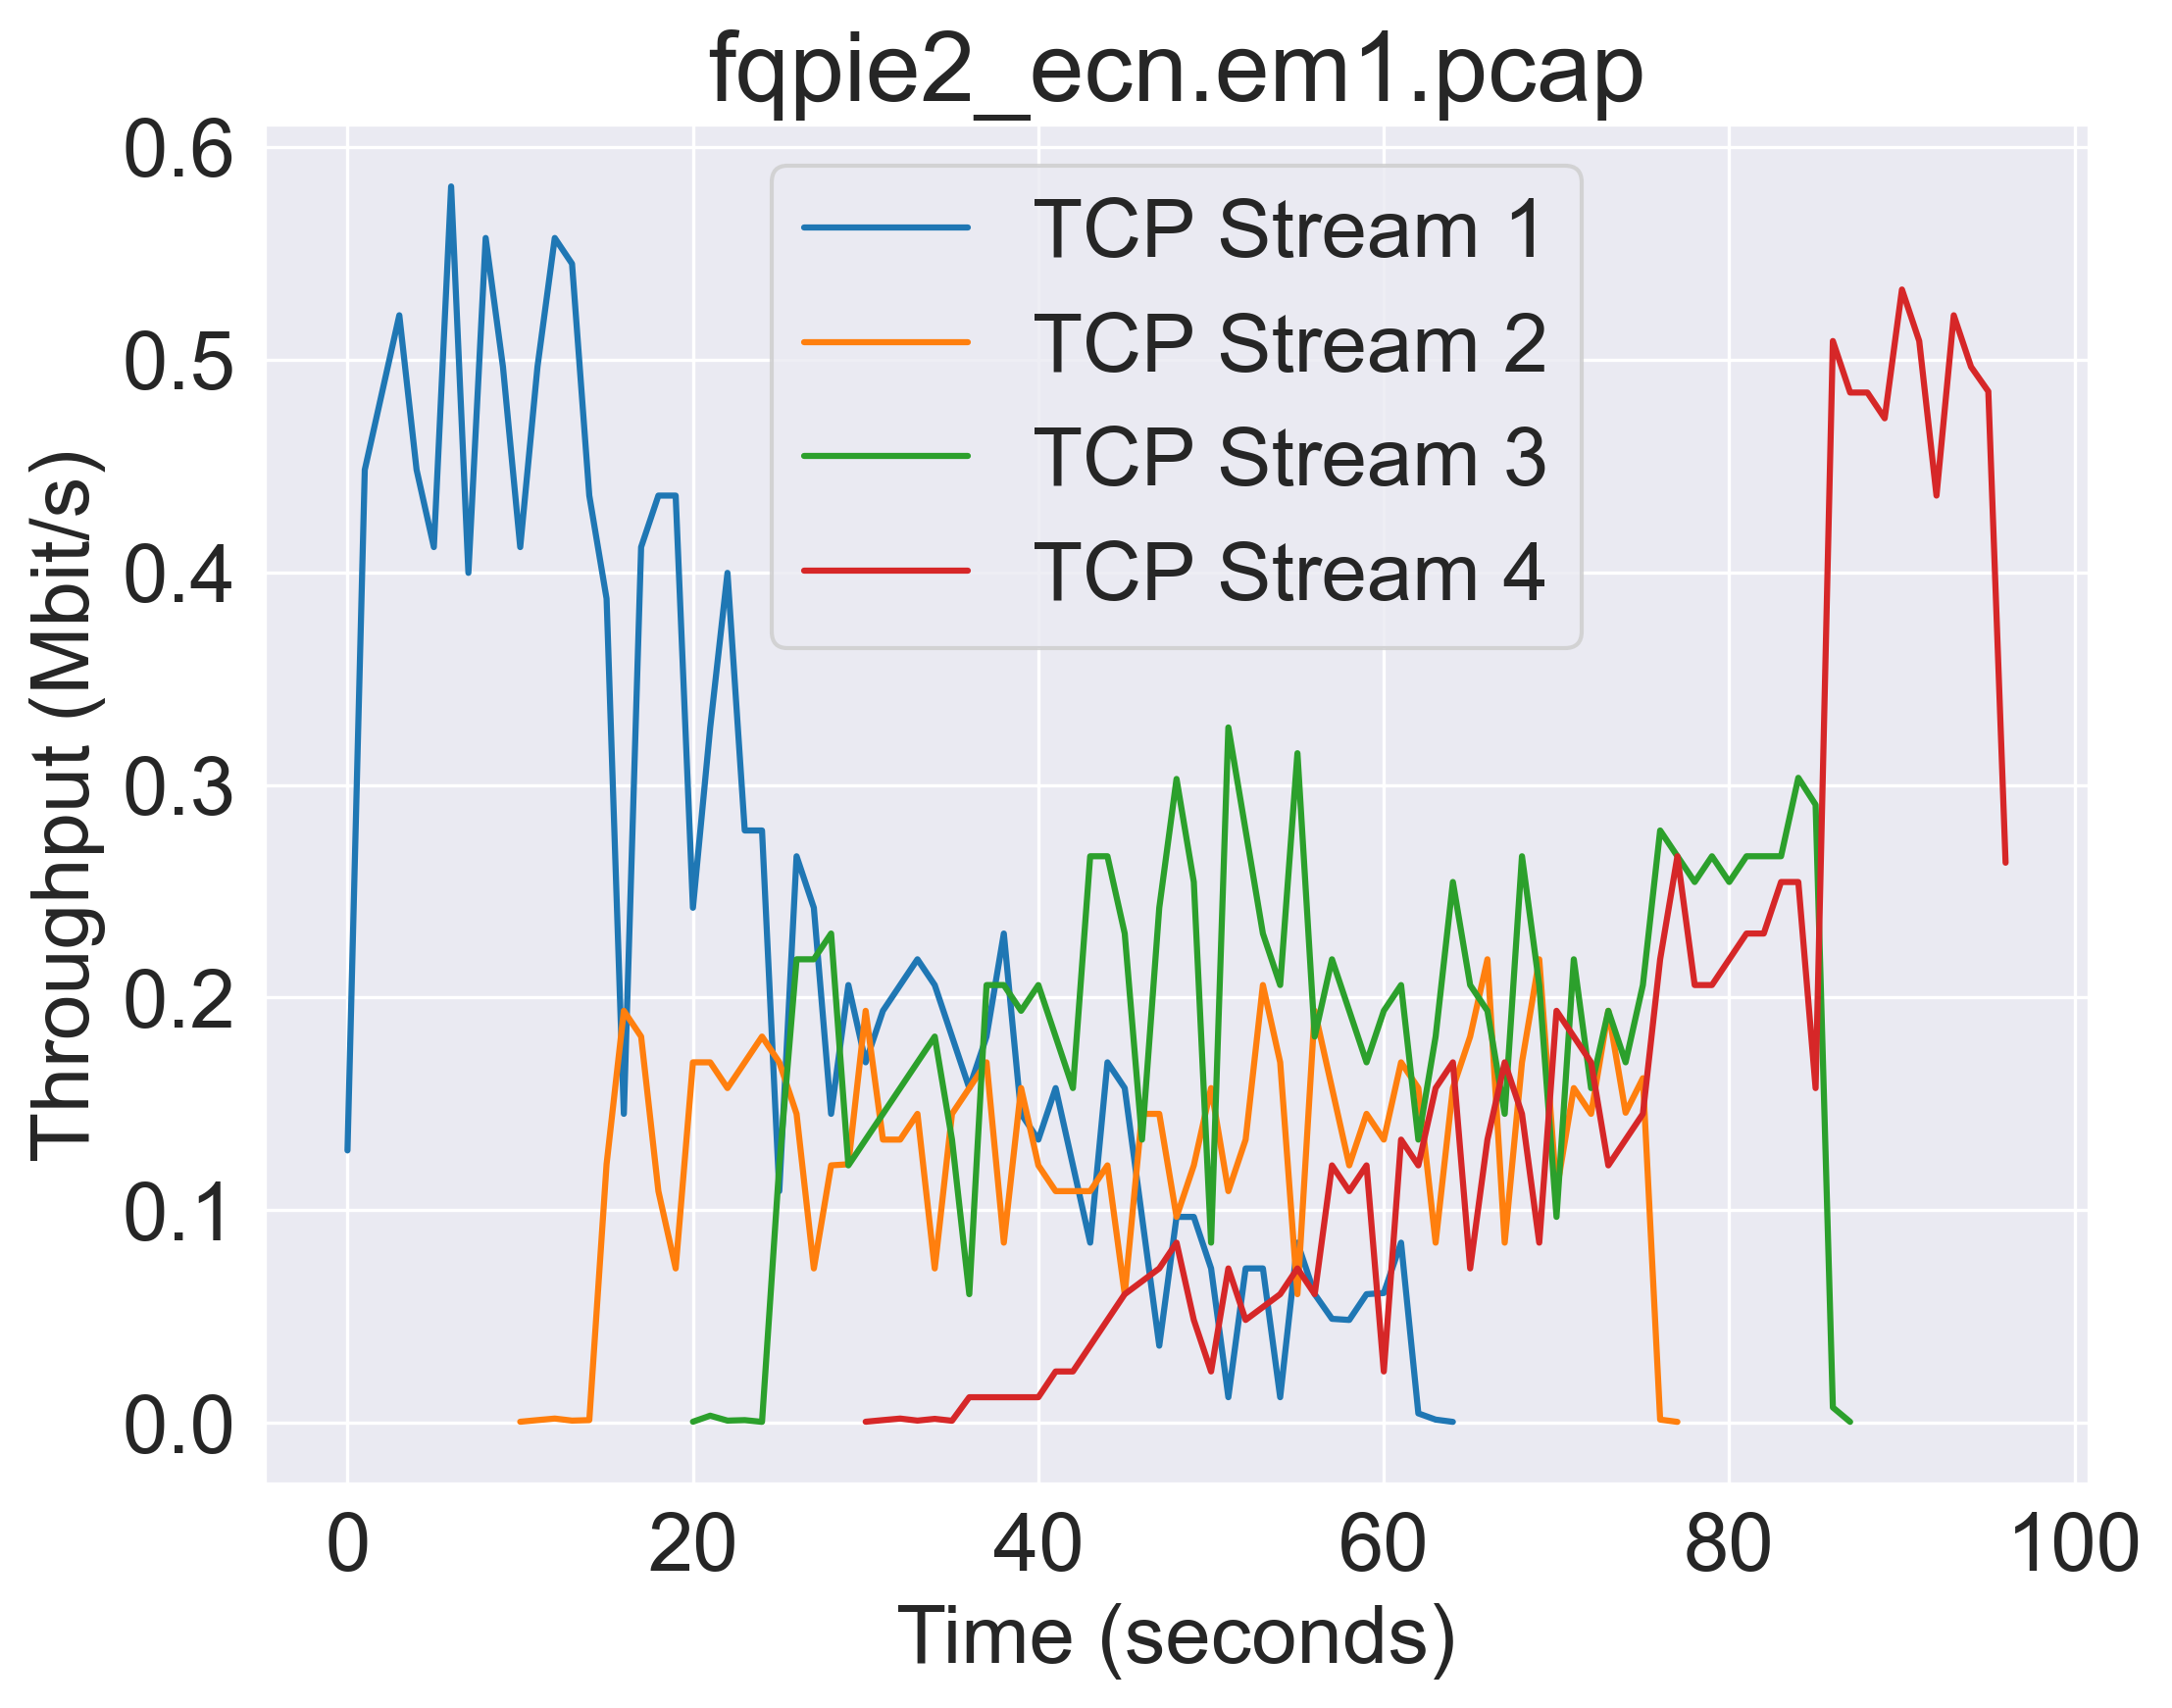 fqpie2_ecn.em1.pcap
TCP Stream 1
TCP Stream 2
TCP Stream 3
TCP Stream 4
Throughput (Mbit/s)
0.6
0.5
0.4
0.3
0.2
0.1
0.0
0 20 40 60 80 100
Time (seconds)